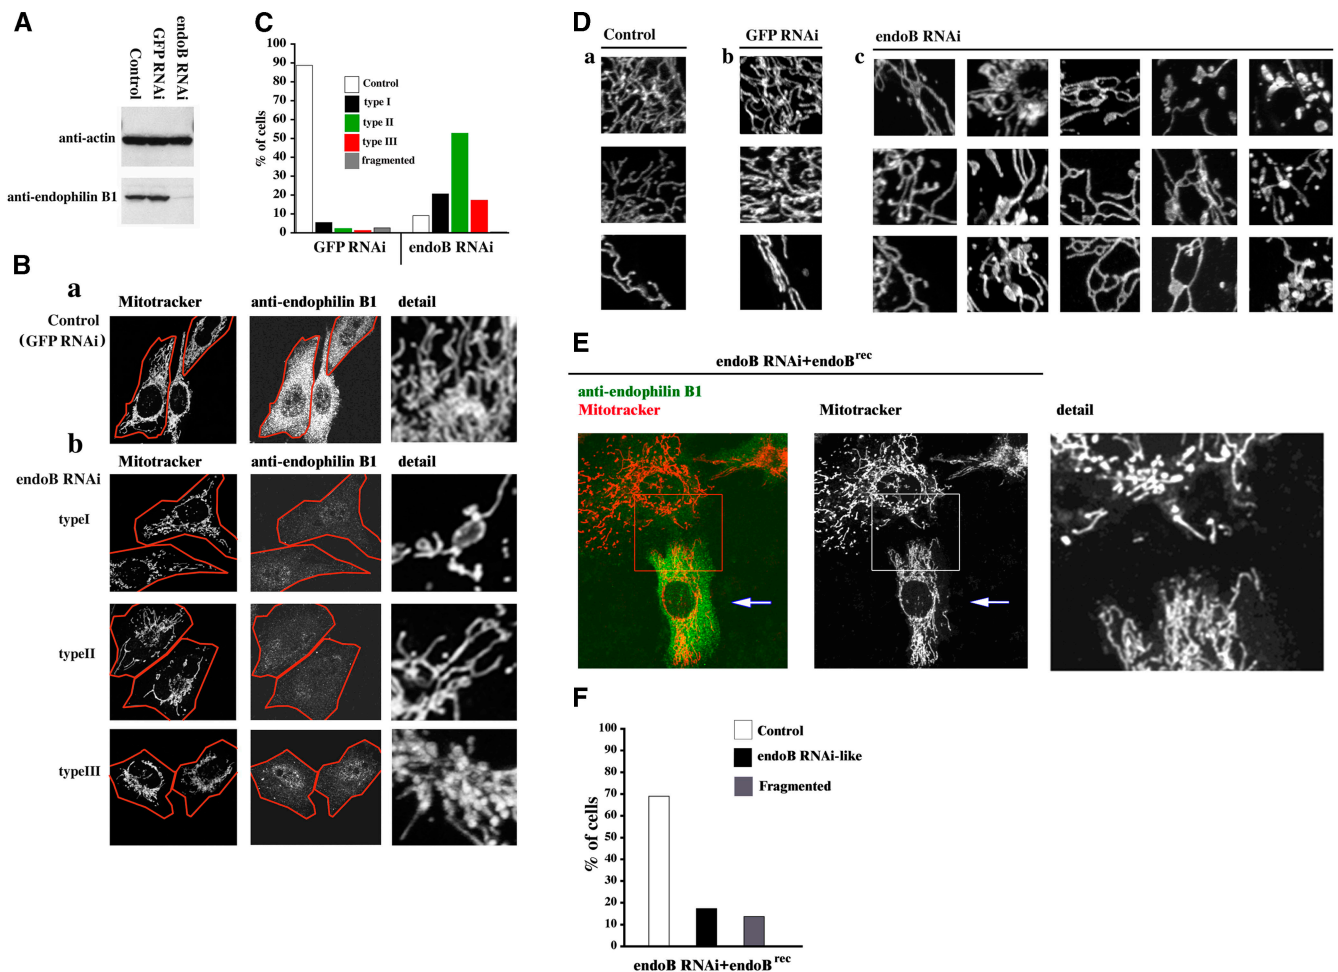 A
Control
GFP RNAi
endoB RNAi
anti-actin
anti-endophilin B1
C
100
90
80
70
60
50
40
30
20
10
0
% of cells
Control
type I
type II
type III
fragmented
GFP RNAi
endoB RNAi
B
a
Mitotracker
anti-endophilin B1
detail
Control
(GFP RNAi)
b
Mitotracker
anti-endophilin B1
detail
endoB RNAi
typeI
typeII
typeIII
D
Control
GFP RNAi
endoB RNAi
a
b
c
E
endoB RNAi+endoBrec
anti-endophilin B1
Mitotracker
Mitotracker
detail
F
100
90
80
70
60
50
40
30
20
10
0
% of cells
Control
endoB RNAi-like
Fragmented
endoB RNAi+endoBrec